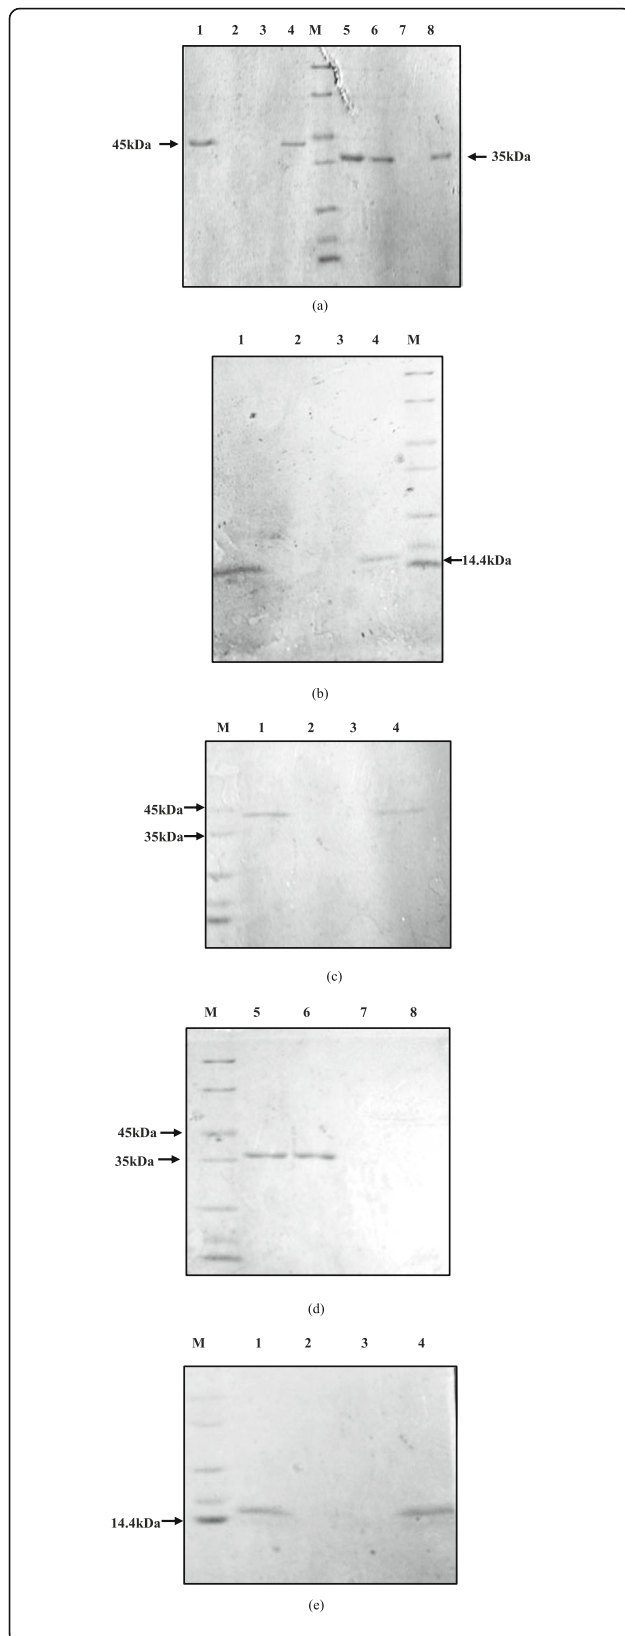 1 2 3 4 M 5 6 7 8
45kDa
35kDa
(a)
1 2 3 4 M
14.4kDa
(b)
M 1 2 3 4
45kDa
35kDa
(c)
M 5 6 7 8
45kDa
35kDa
(d)
M 1 2 3 4
14.4kDa
(e)